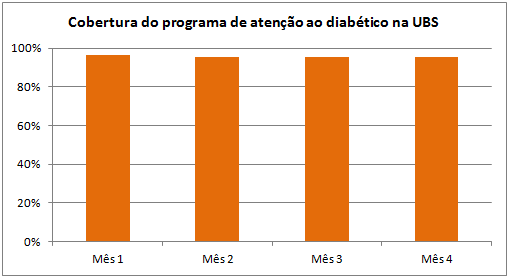 Cobertura do programa de atenção ao diabético na UBS
100%
80%
60%
40%
20%
0%
Mês 1
Mês 2
Mês 3
Mês 4